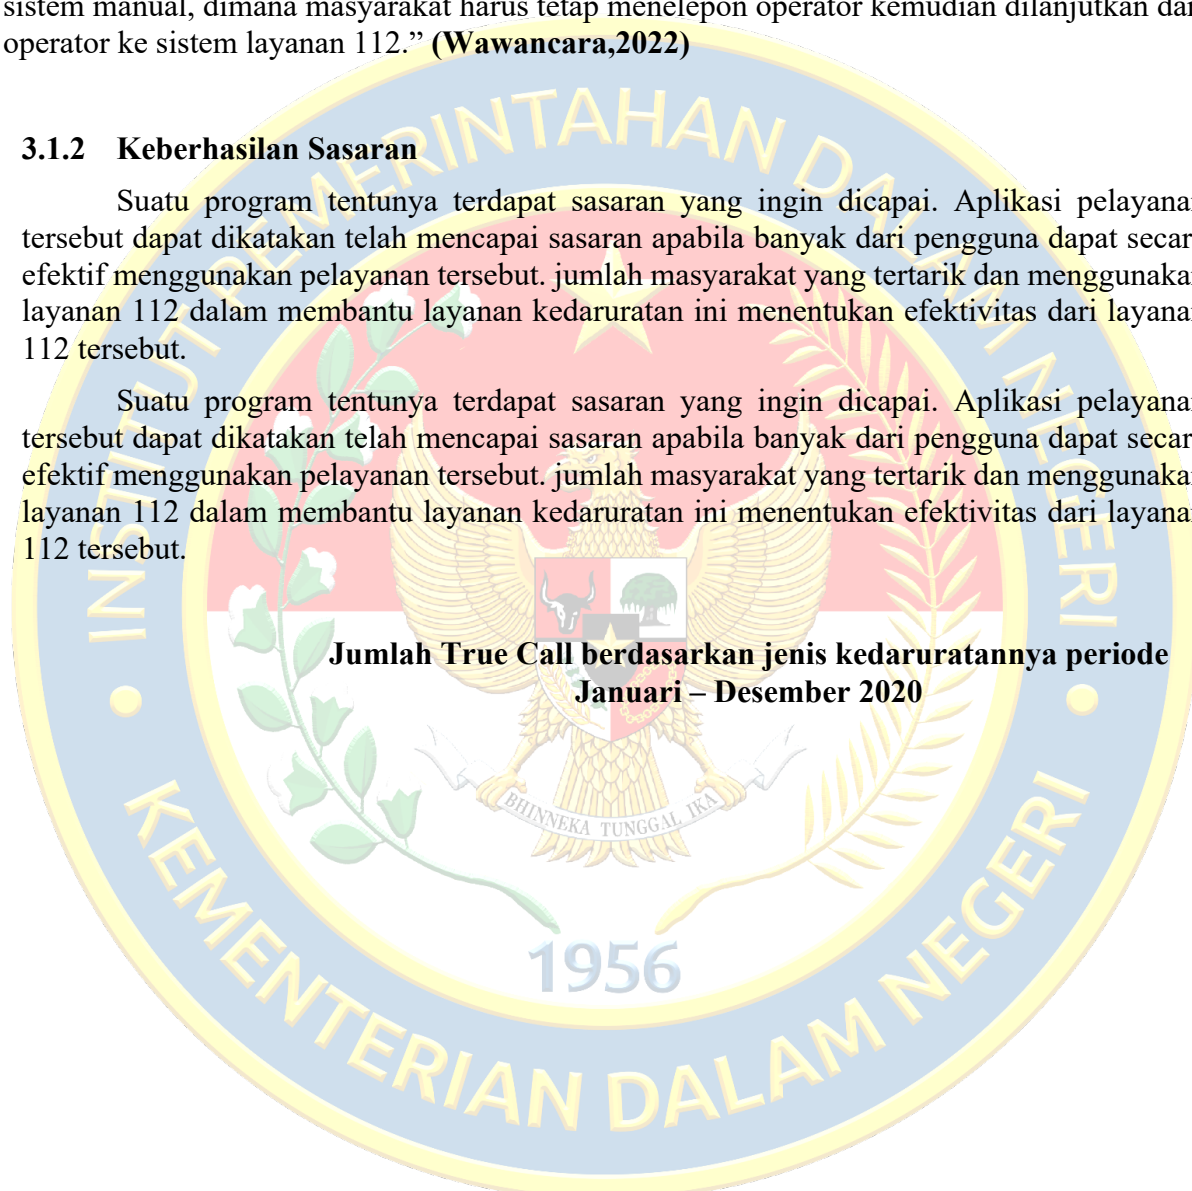 sistem manual, dimana masyarakat harus tetap menelepon operator kemudian dilanjutkan dar
operator ke sistem layanan 112.” (Wawancara,2022)
3.1.2 Keberhasilan Sasaran
Suatu program tentunya terdapat sasaran yang ingin dicapai. Aplikasi pelayanan
tersebut dapat dikatakan telah mencapai sasaran apabila banyak dari pengguna dapat secar
efektif menggunakan pelayanan tersebut. jumlah masyarakat yang tertarik dan menggunakan
layanan 112 dalam membantu layanan kedaruratan ini menentukan efektivitas dari layanan
112 tersebut.
Suatu program tentunya terdapat sasaran yang ingin dicapai. Aplikasi pelayanan
tersebut dapat dikatakan telah mencapai sasaran apabila banyak dari pengguna dapat secar
efektif menggunakan pelayanan tersebut. jumlah masyarakat yang tertarik dan menggunakan
layanan 112 dalam membantu layanan kedaruratan ini menentukan efektivitas dari layanan
112 tersebut.
Jumlah True Call berdasarkan jenis kedaruratannya periode
Januari – Desember 2020
INSTITUT PEMERINTAHAN DALAM NEGERI
BHINNEKA TUNGGAL IKA
1956
KEMENTERIAN DALAM NEGERI